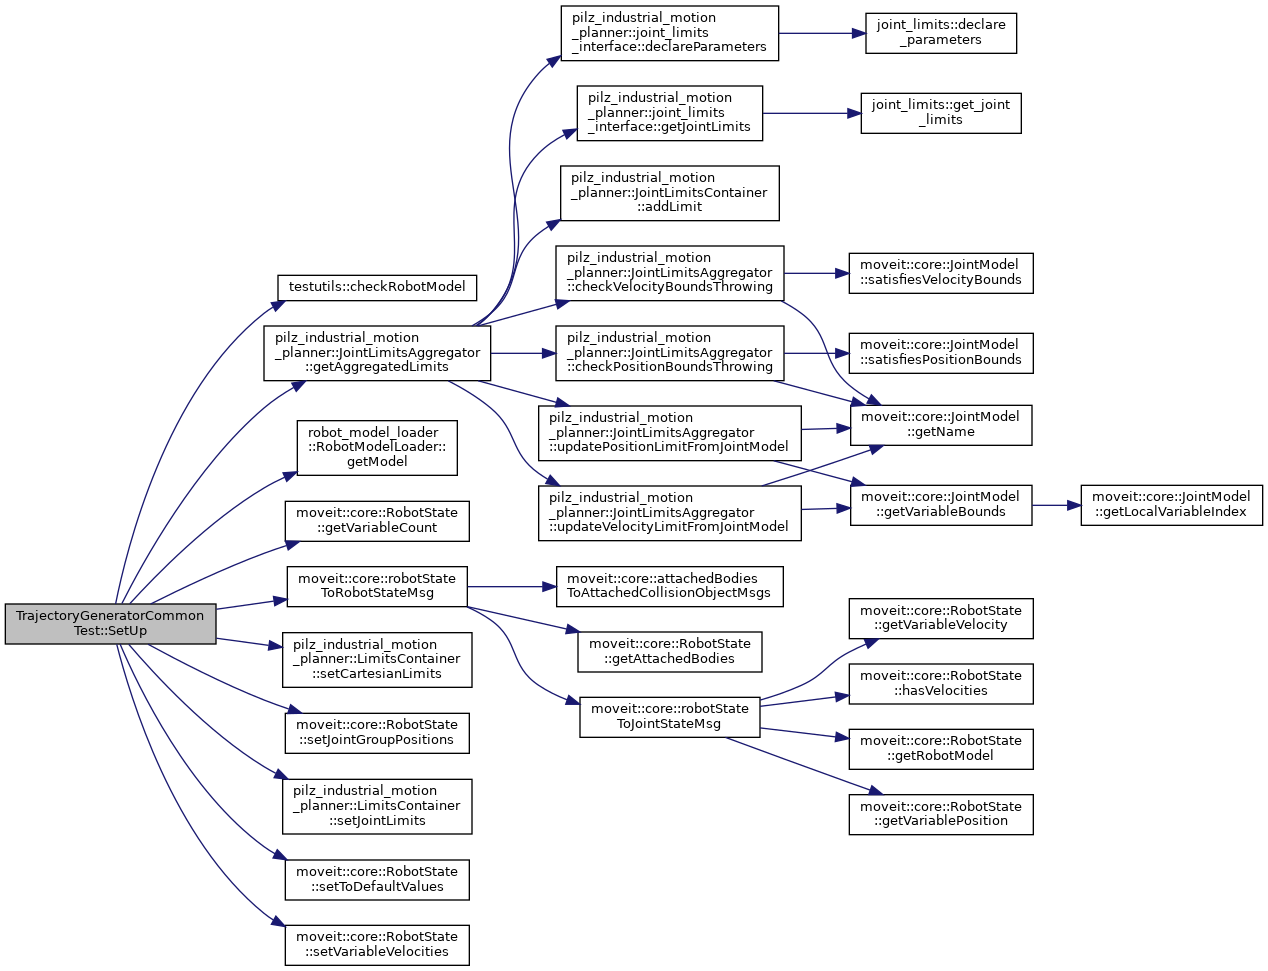 TrajectoryGeneratorCommon
Test::SetUp
testutils::checkRobotModel
pilz_industrial_motion
_planner::JointLimitsAggregator
::getAggregatedLimits
robot_model_loader
::RobotModelLoader::
getModel
moveit::core::RobotState
::getVariableCount
moveit::core::robotState
ToRobotStateMsg
pilz_industrial_motion
_planner::LimitsContainer
::setCartesianLimits
moveit::core::RobotState
::setJointGroupPositions
pilz_industrial_motion
_planner::LimitsContainer
::setJointLimits
moveit::core::RobotState
::setToDefaultValues
moveit::core::RobotState
::setVariableVelocities
pilz_industrial_motion
_planner::joint_limits
_interface::declareParameters
pilz_industrial_motion
_planner::joint_limits
_interface::getJointLimits
pilz_industrial_motion
_planner::JointLimitsContainer
::addLimit
pilz_industrial_motion
_planner::JointLimitsAggregator
::checkVelocityBoundsThrowing
pilz_industrial_motion
_planner::JointLimitsAggregator
::checkPositionBoundsThrowing
pilz_industrial_motion
_planner::JointLimitsAggregator
::updatePositionLimitFromJointModel
pilz_industrial_motion
_planner::JointLimitsAggregator
::updateVelocityLimitFromJointModel
moveit::core::attachedBodies
ToAttachedCollisionObjectMsgs
moveit::core::RobotState
::getAttachedBodies
moveit::core::robotState
ToJointStateMsg
joint_limits::declare
_parameters
joint_limits::get_joint
_limits
moveit::core::JointModel
::satisfiesVelocityBounds
moveit::core::JointModel
::satisfiesPositionBounds
moveit::core::JointModel
::getName
moveit::core::JointModel
::getVariableBounds
moveit::core::JointModel
::getLocalVariableIndex
moveit::core::RobotState
::getVariableVelocity
moveit::core::RobotState
::hasVelocities
moveit::core::RobotState
::getRobotModel
moveit::core::RobotState
::getVariablePosition